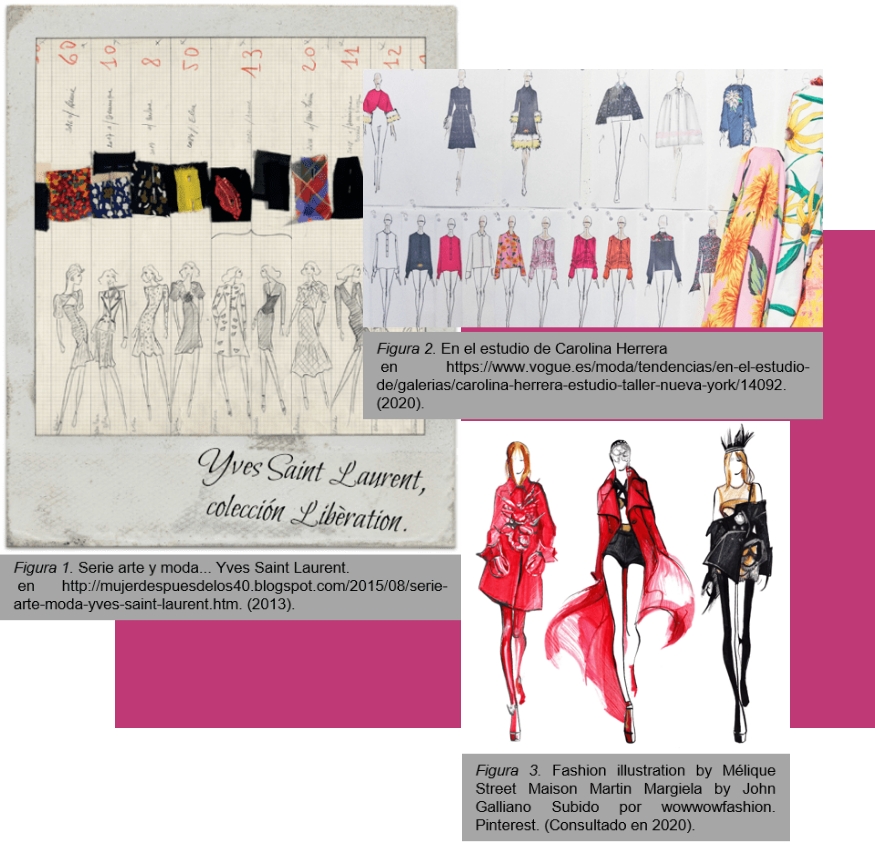 60
10
8
50
13
20
11
12
Yves Saint Laurent,
colección Libèration.
Figura 1. Serie arte y moda... Yves Saint Laurent.
en http://mujerdespuesdelos40.blogspot.com/2015/08/serie-
arte-moda-yves-saint-laurent.htm. (2013).
Figura 2. En el estudio de Carolina Herrera
en https://www.vogue.es/moda/tendencias/en-el-estudio-
de/galerias/carolina-herrera-estudio-taller-nueva-york/14092.
(2020).
Figura 3. Fashion illustration by Mélique
Street Maison Martin Margiela by John
Galliano Subido por wowwowfashion.
Pinterest. (Consultado en 2020).